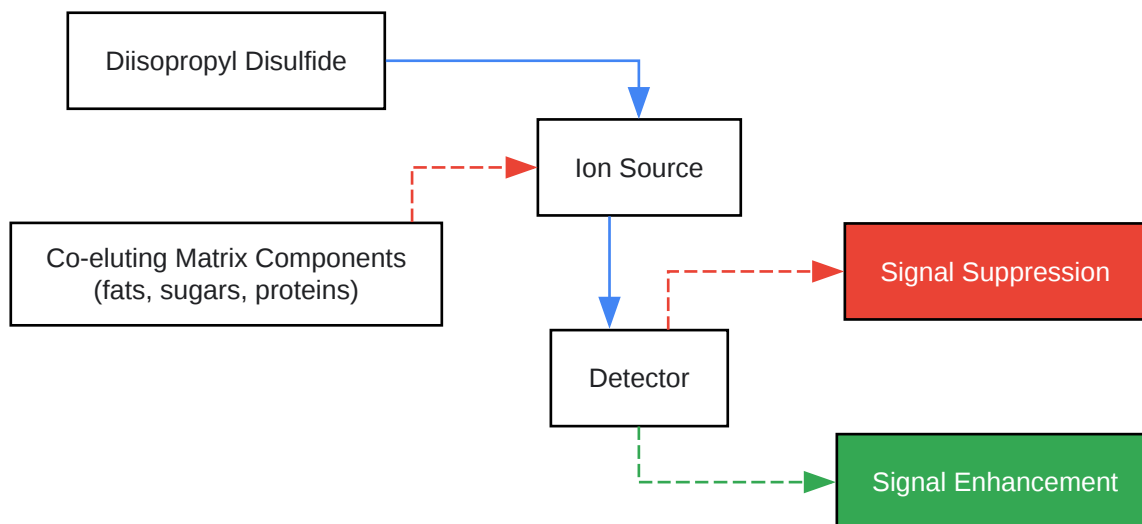 Diisopropyl Disulfide
Ion Source
Co-eluting Matrix Components
(fats, sugars, proteins)
Signal Suppression
Detector
Signal Enhancement